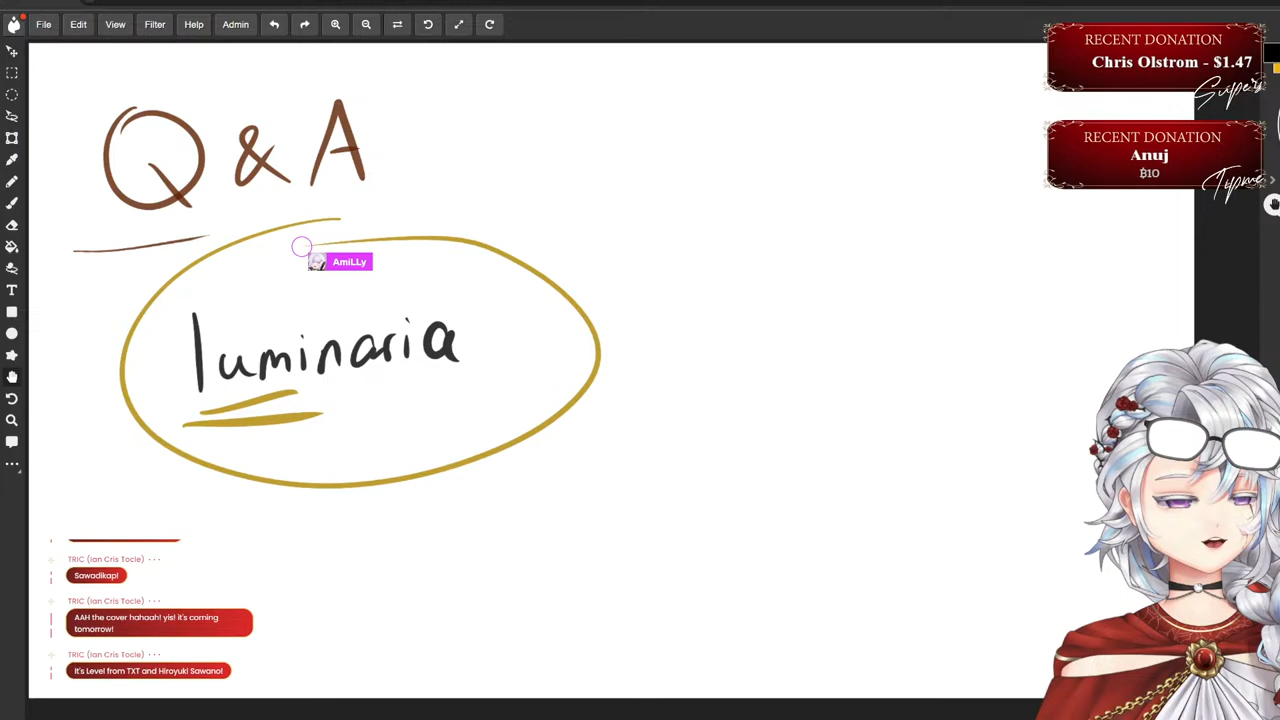 File Edit View Filter Help Admin
RECENT DONATION
Chris Olstrom - $1.47
Supers
RECENT DONATION
Anuj
฿10
Tipme
Q & A
AmiLLy
luminaria
TRIC (Ian Cris Tocle)
Sawadikap!
TRIC (Ian Cris Tocle)
AAH the cover hahaah! yis! it's coming
tomorrow!
TRIC (Ian Cris Tocle)
It's Level from TXT and Hiroyuki Sawano!